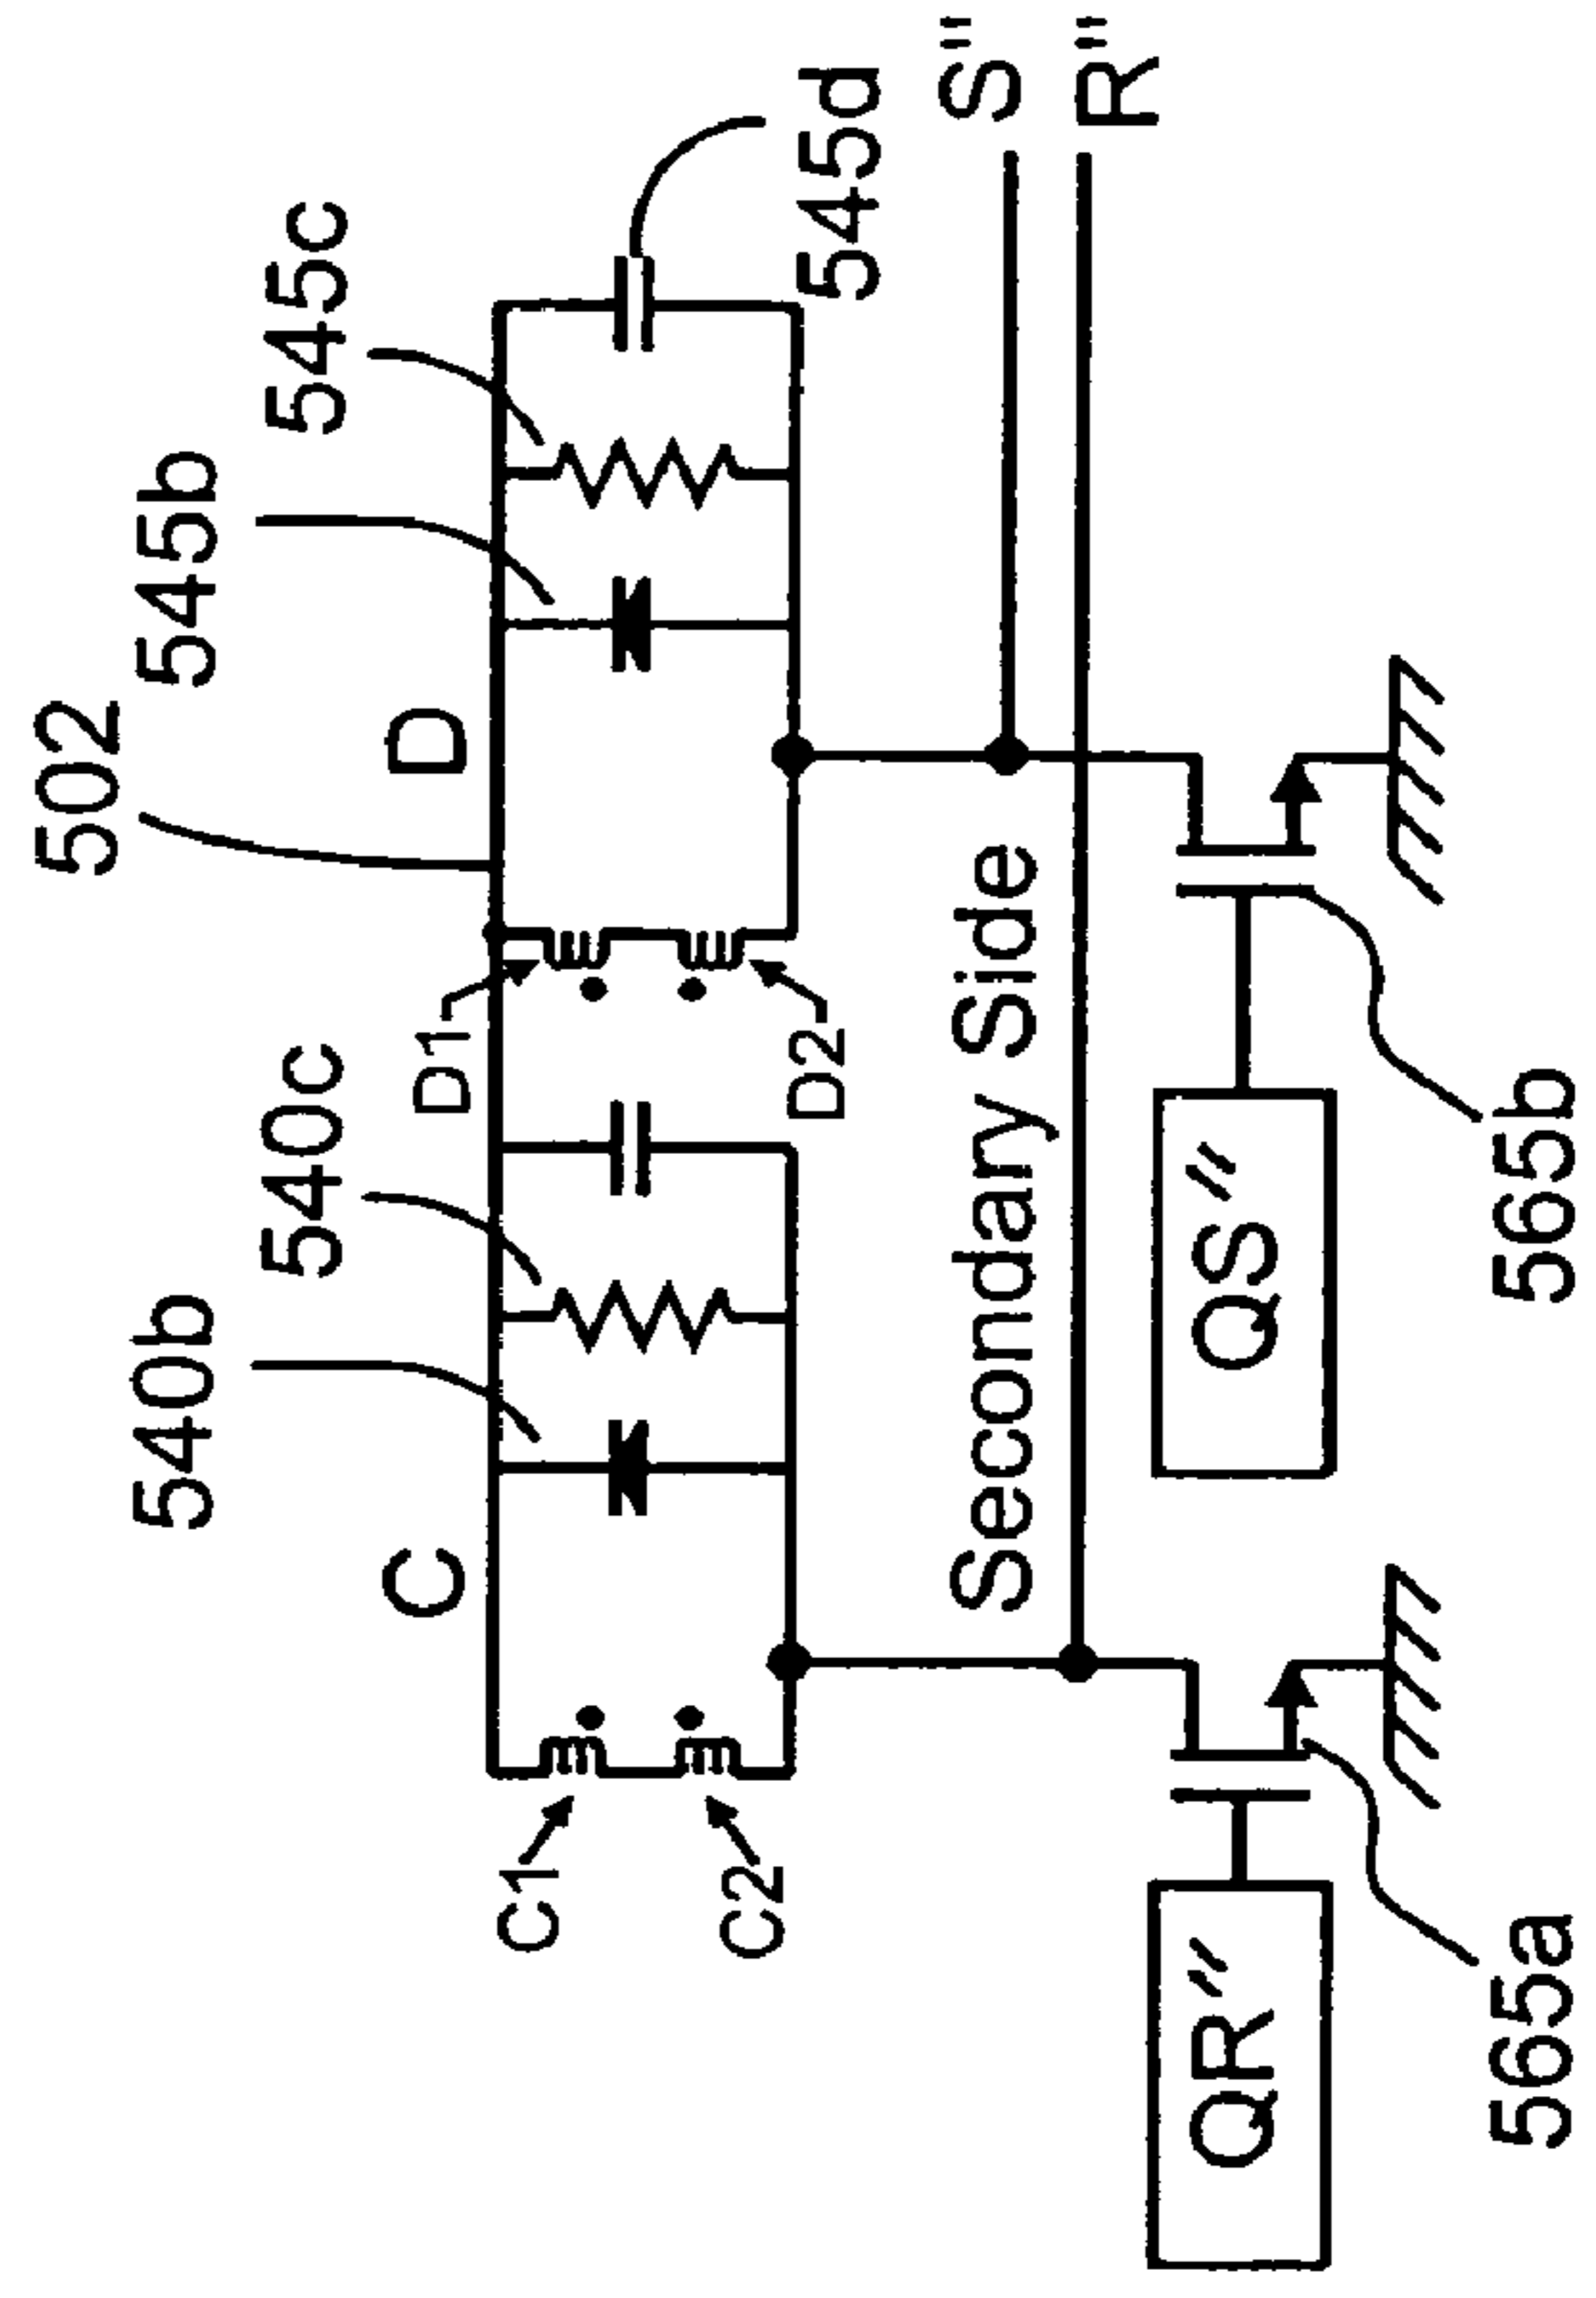 502
540b
545b
540c
545c
C
D
D1
C1
C2
D2
545d
Secondary Side
S"
R"
QR"
QS"
565a
565b